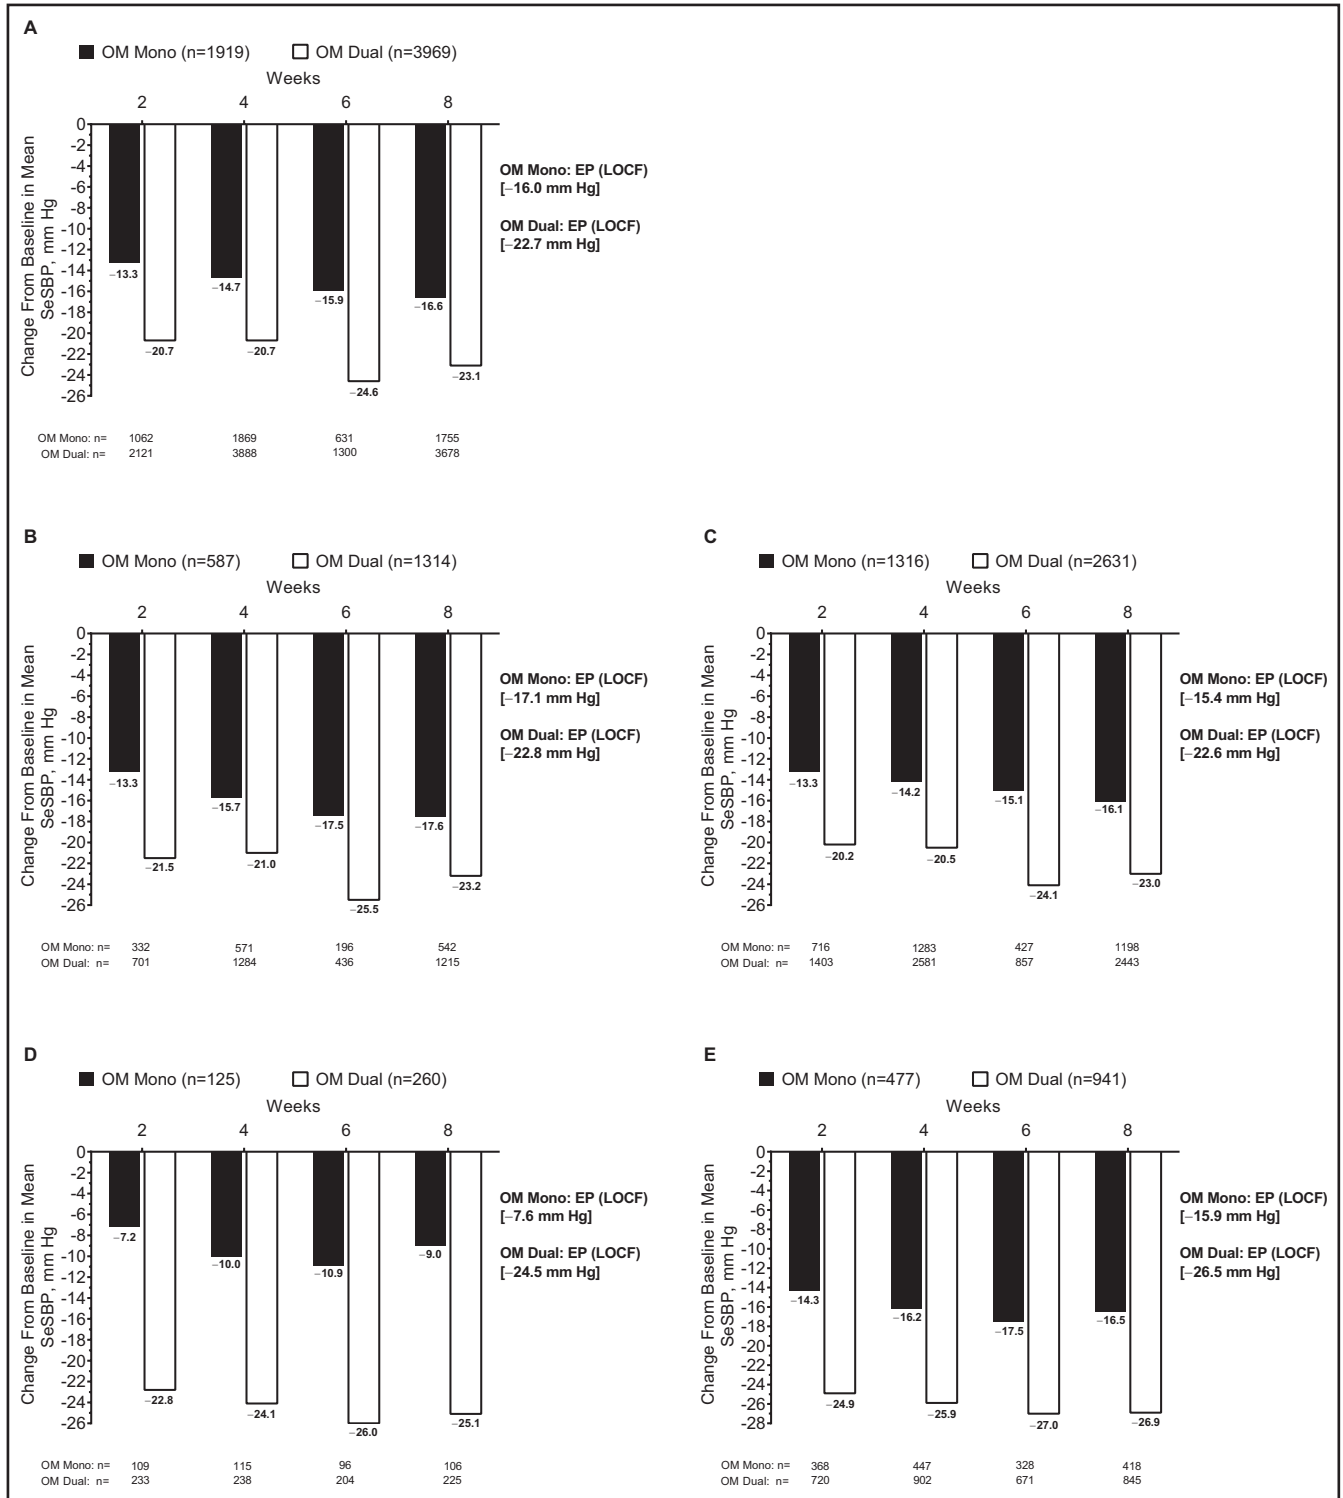 A
OM Mono (n=1919) OM Dual (n=3969)
Weeks
2 4 6 8
0
-2
-4
-6
-8
-10
-12
-14
-16
-18
-20
-22
-24
-26
Change From Baseline in Mean
SeSBP, mm Hg
−13.3 −20.7 −14.7 −20.7 −15.9 −24.6 −16.6 −23.1
OM Mono: EP (LOCF)
[−16.0 mm Hg]
OM Dual: EP (LOCF)
[−22.7 mm Hg]
OM Mono: n= 1062 1869 631 1755
OM Dual: n= 2121 3888 1300 3678
B
OM Mono (n=587) OM Dual (n=1314)
Weeks
2 4 6 8
0
-2
-4
-6
-8
-10
-12
-14
-16
-18
-20
-22
-24
-26
Change From Baseline in Mean
SeSBP, mm Hg
−13.3 −21.5 −15.7 −21.0 −17.5 −25.5 −17.6 −23.2
OM Mono: EP (LOCF)
[−17.1 mm Hg]
OM Dual: EP (LOCF)
[−22.8 mm Hg]
OM Mono: n= 332 571 196 542
OM Dual: n= 701 1284 436 1215
C
OM Mono (n=1316) OM Dual (n=2631)
Weeks
2 4 6 8
0
-2
-4
-6
-8
-10
-12
-14
-16
-18
-20
-22
-24
-26
Change From Baseline in Mean
SeSBP, mm Hg
−13.3 −20.2 −14.2 −20.5 −15.1 −24.1 −16.1 −23.0
OM Mono: EP (LOCF)
[−15.4 mm Hg]
OM Dual: EP (LOCF)
[−22.6 mm Hg]
OM Mono: n= 716 1283 427 1198
OM Dual: n= 1403 2581 857 2443
D
OM Mono (n=125) OM Dual (n=260)
Weeks
2 4 6 8
0
-2
-4
-6
-8
-10
-12
-14
-16
-18
-20
-22
-24
-26
Change From Baseline in Mean
SeSBP, mm Hg
−7.2 −22.8 −10.0 −24.1 −10.9 −26.0 −9.0 −25.1
OM Mono: EP (LOCF)
[−7.6 mm Hg]
OM Dual: EP (LOCF)
[−24.5 mm Hg]
OM Mono: n= 109 115 96 106
OM Dual: n= 233 238 204 225
E
OM Mono (n=477) OM Dual (n=941)
Weeks
2 4 6 8
0
-2
-4
-6
-8
-10
-12
-14
-16
-18
-20
-22
-24
-26
-28
Change From Baseline in Mean
SeSBP, mm Hg
−14.3 −24.9 −16.2 −25.9 −17.5 −27.0 −16.5 −26.9
OM Mono: EP (LOCF)
[−15.9 mm Hg]
OM Dual: EP (LOCF)
[−26.5 mm Hg]
OM Mono: n= 368 447 328 418
OM Dual: n= 720 902 671 845